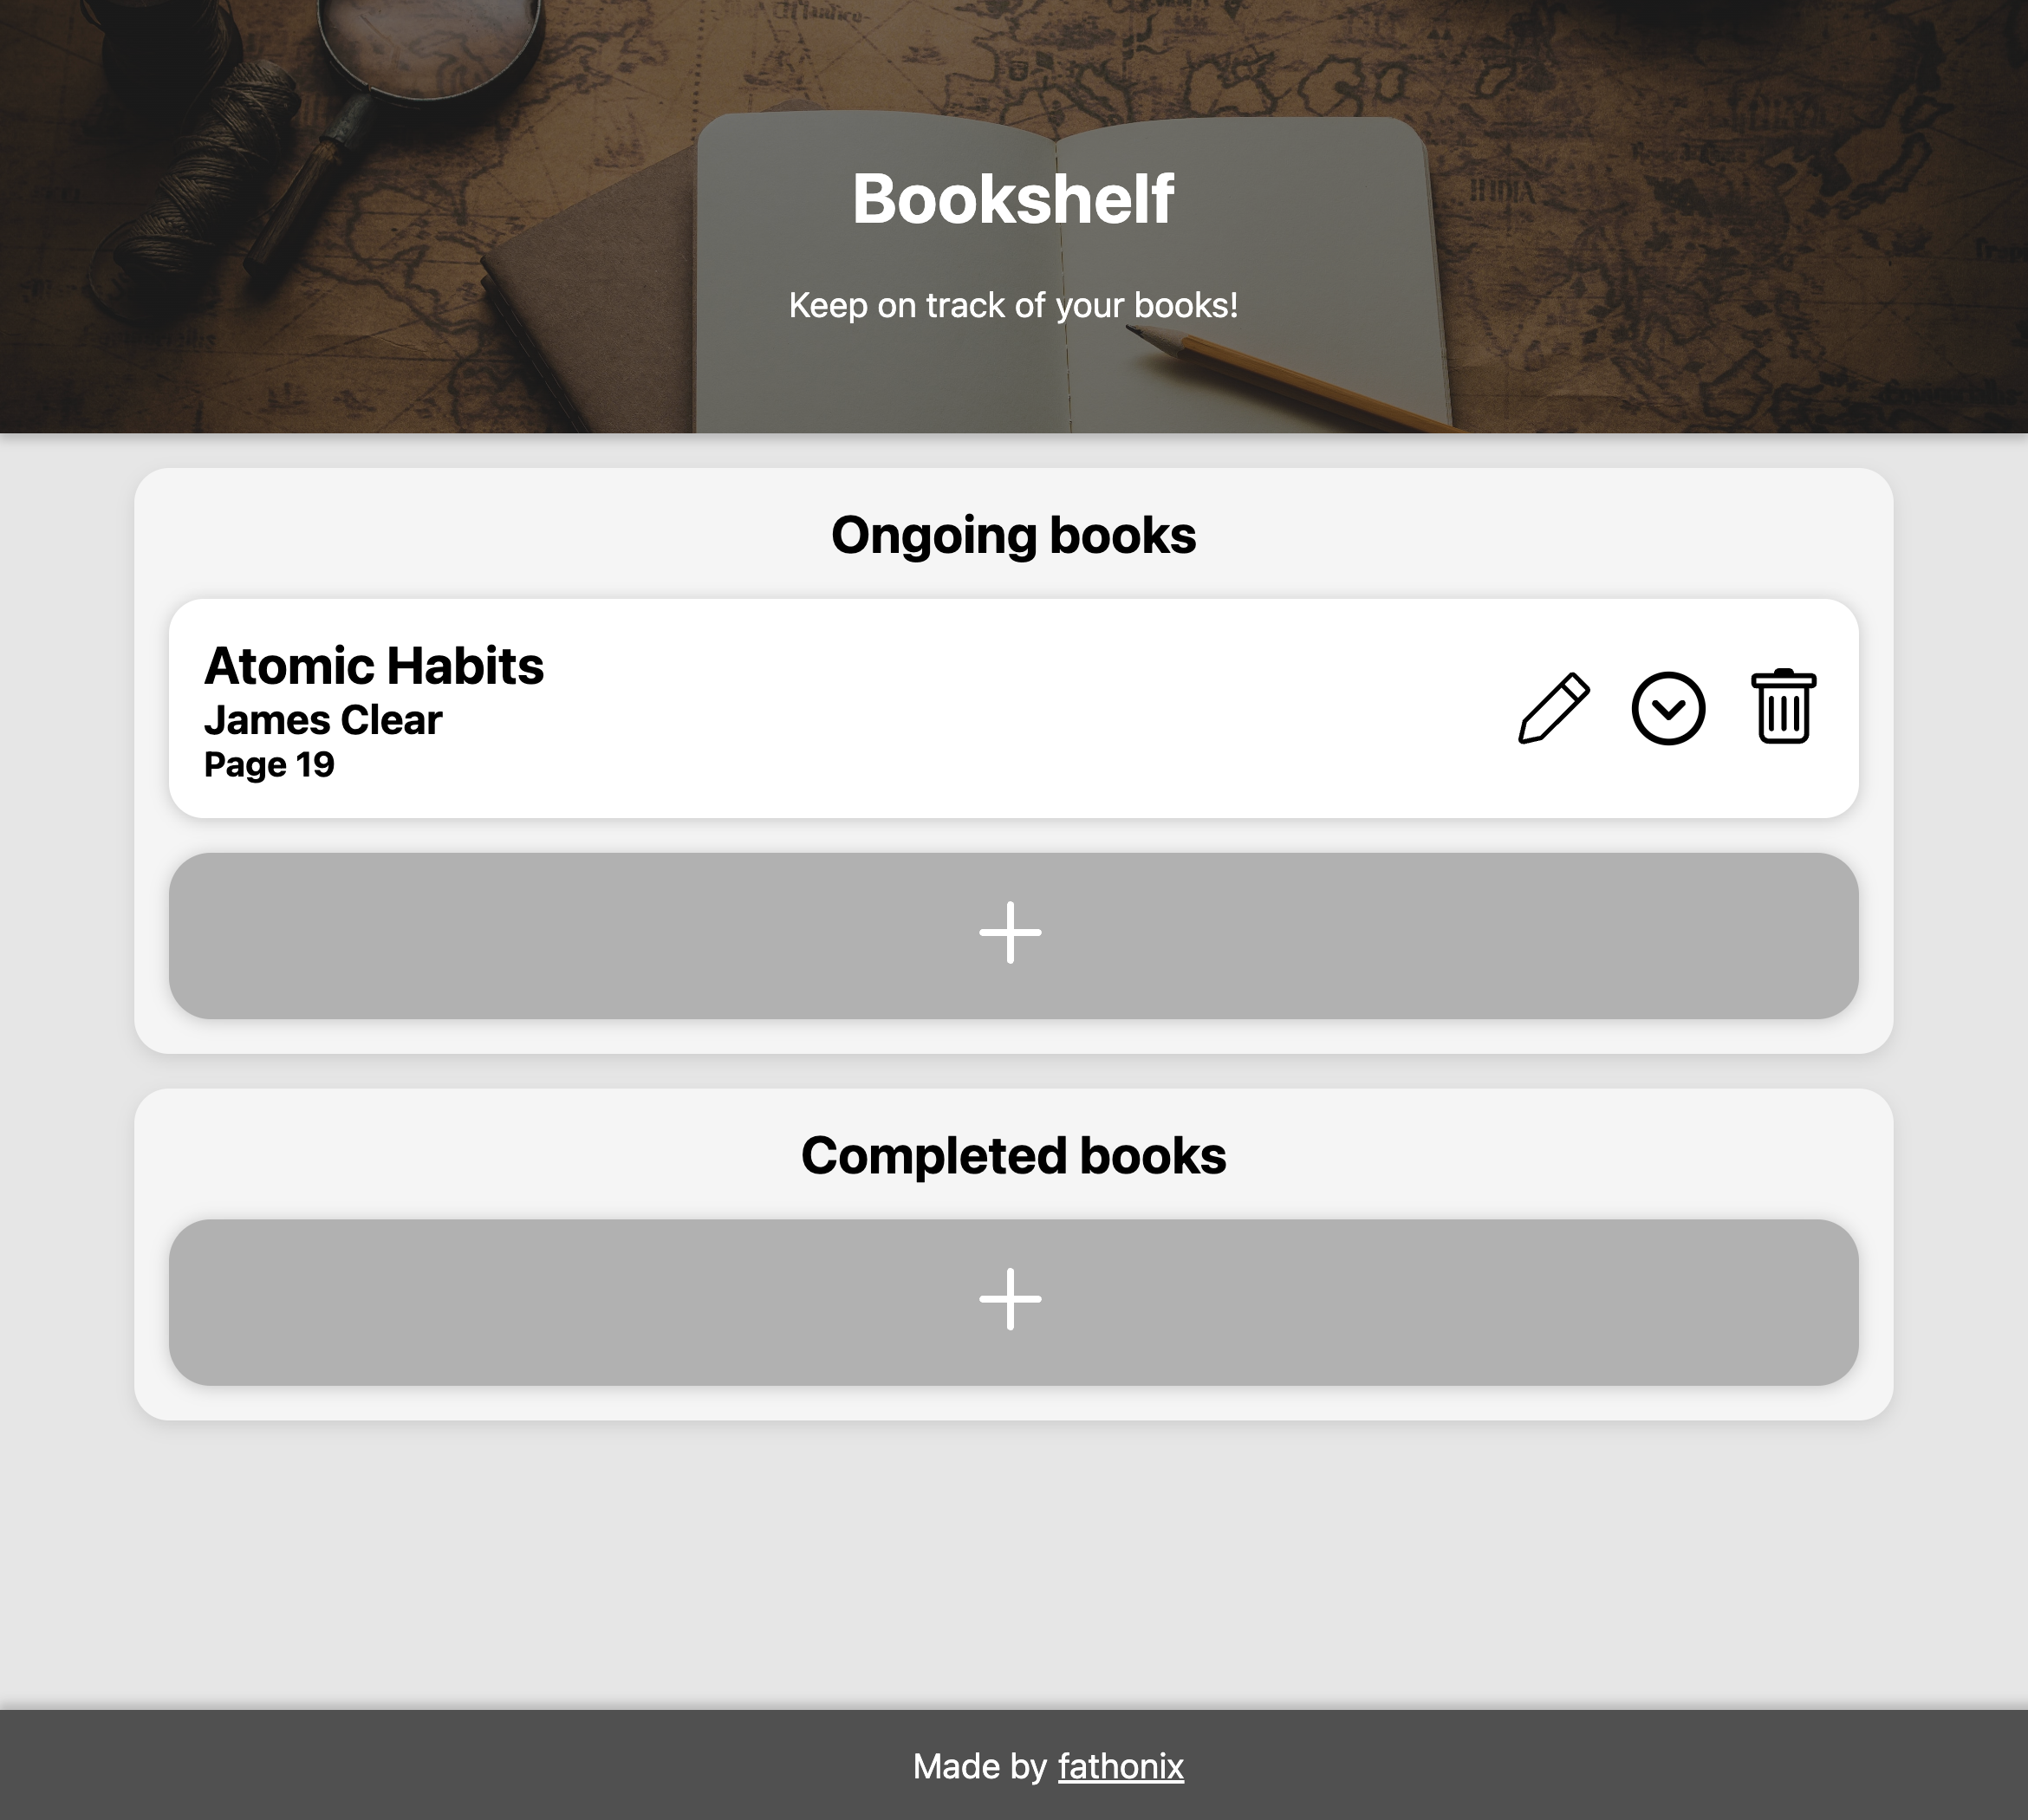 Bookshelf
Keep on track of your books!
Ongoing books
Atomic Habits
James Clear
Page 19
Completed books
Made by fathonix